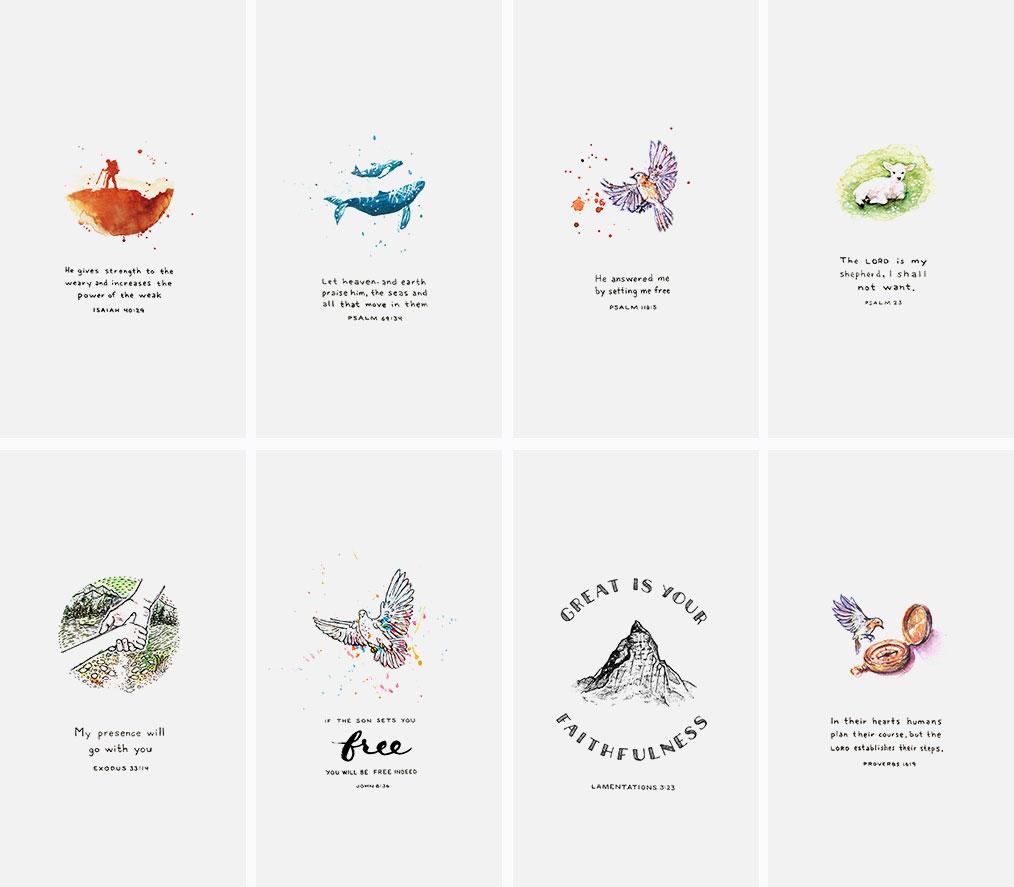 He gives strength to the
weary and increases the
power of the weak
ISAIAH 40:29
Let heaven and earth
praise him, the seas and
all that move in them
PSALM 69:34
He answered me
by setting me free
PSALM 118:5
The LORD is my
shepherd, I shall
not want.
PSALM 23
My presence will
go with you
EXODUS 33:14
IF THE SON SETS YOU
free
YOU WILL BE FREE INDEED
JOHN 8:36
GREAT IS YOUR
FAITHFULNESS
LAMENTATIONS 3:23
In their hearts humans
plan their course, but the
LORD establishes their steps.
PROVERBS 16:9